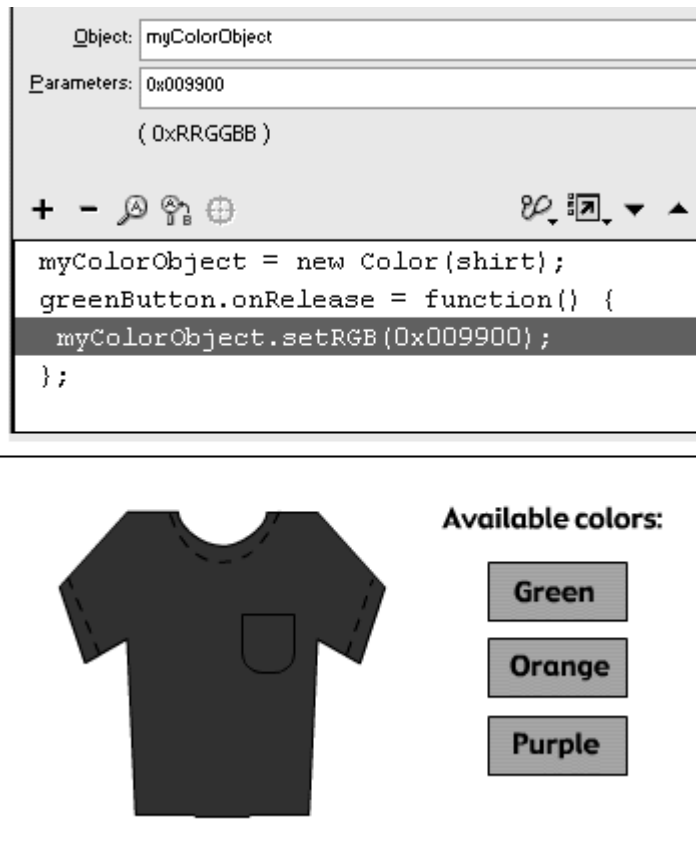 Object: myColorObject
Parameters: 0x009900
( 0xRRGGBB )
myColorObject = new Color(shirt);
greenButton.onRelease = function() {
myColorObject.setRGB(0x009900);
};
Available colors:
Green
Orange
Purple